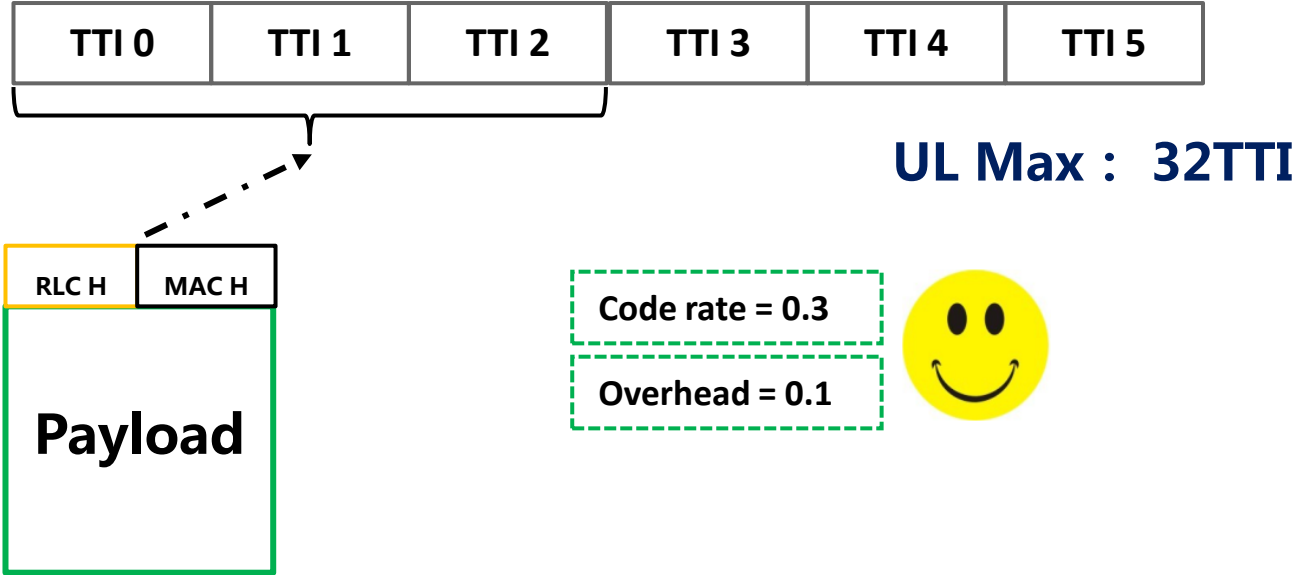 TTI 0 TTI 1 TTI 2 TTI 3 TTI 4 TTI 5
UL Max : 32TTI
RLC H MAC H
Payload
Code rate = 0.3
Overhead = 0.1